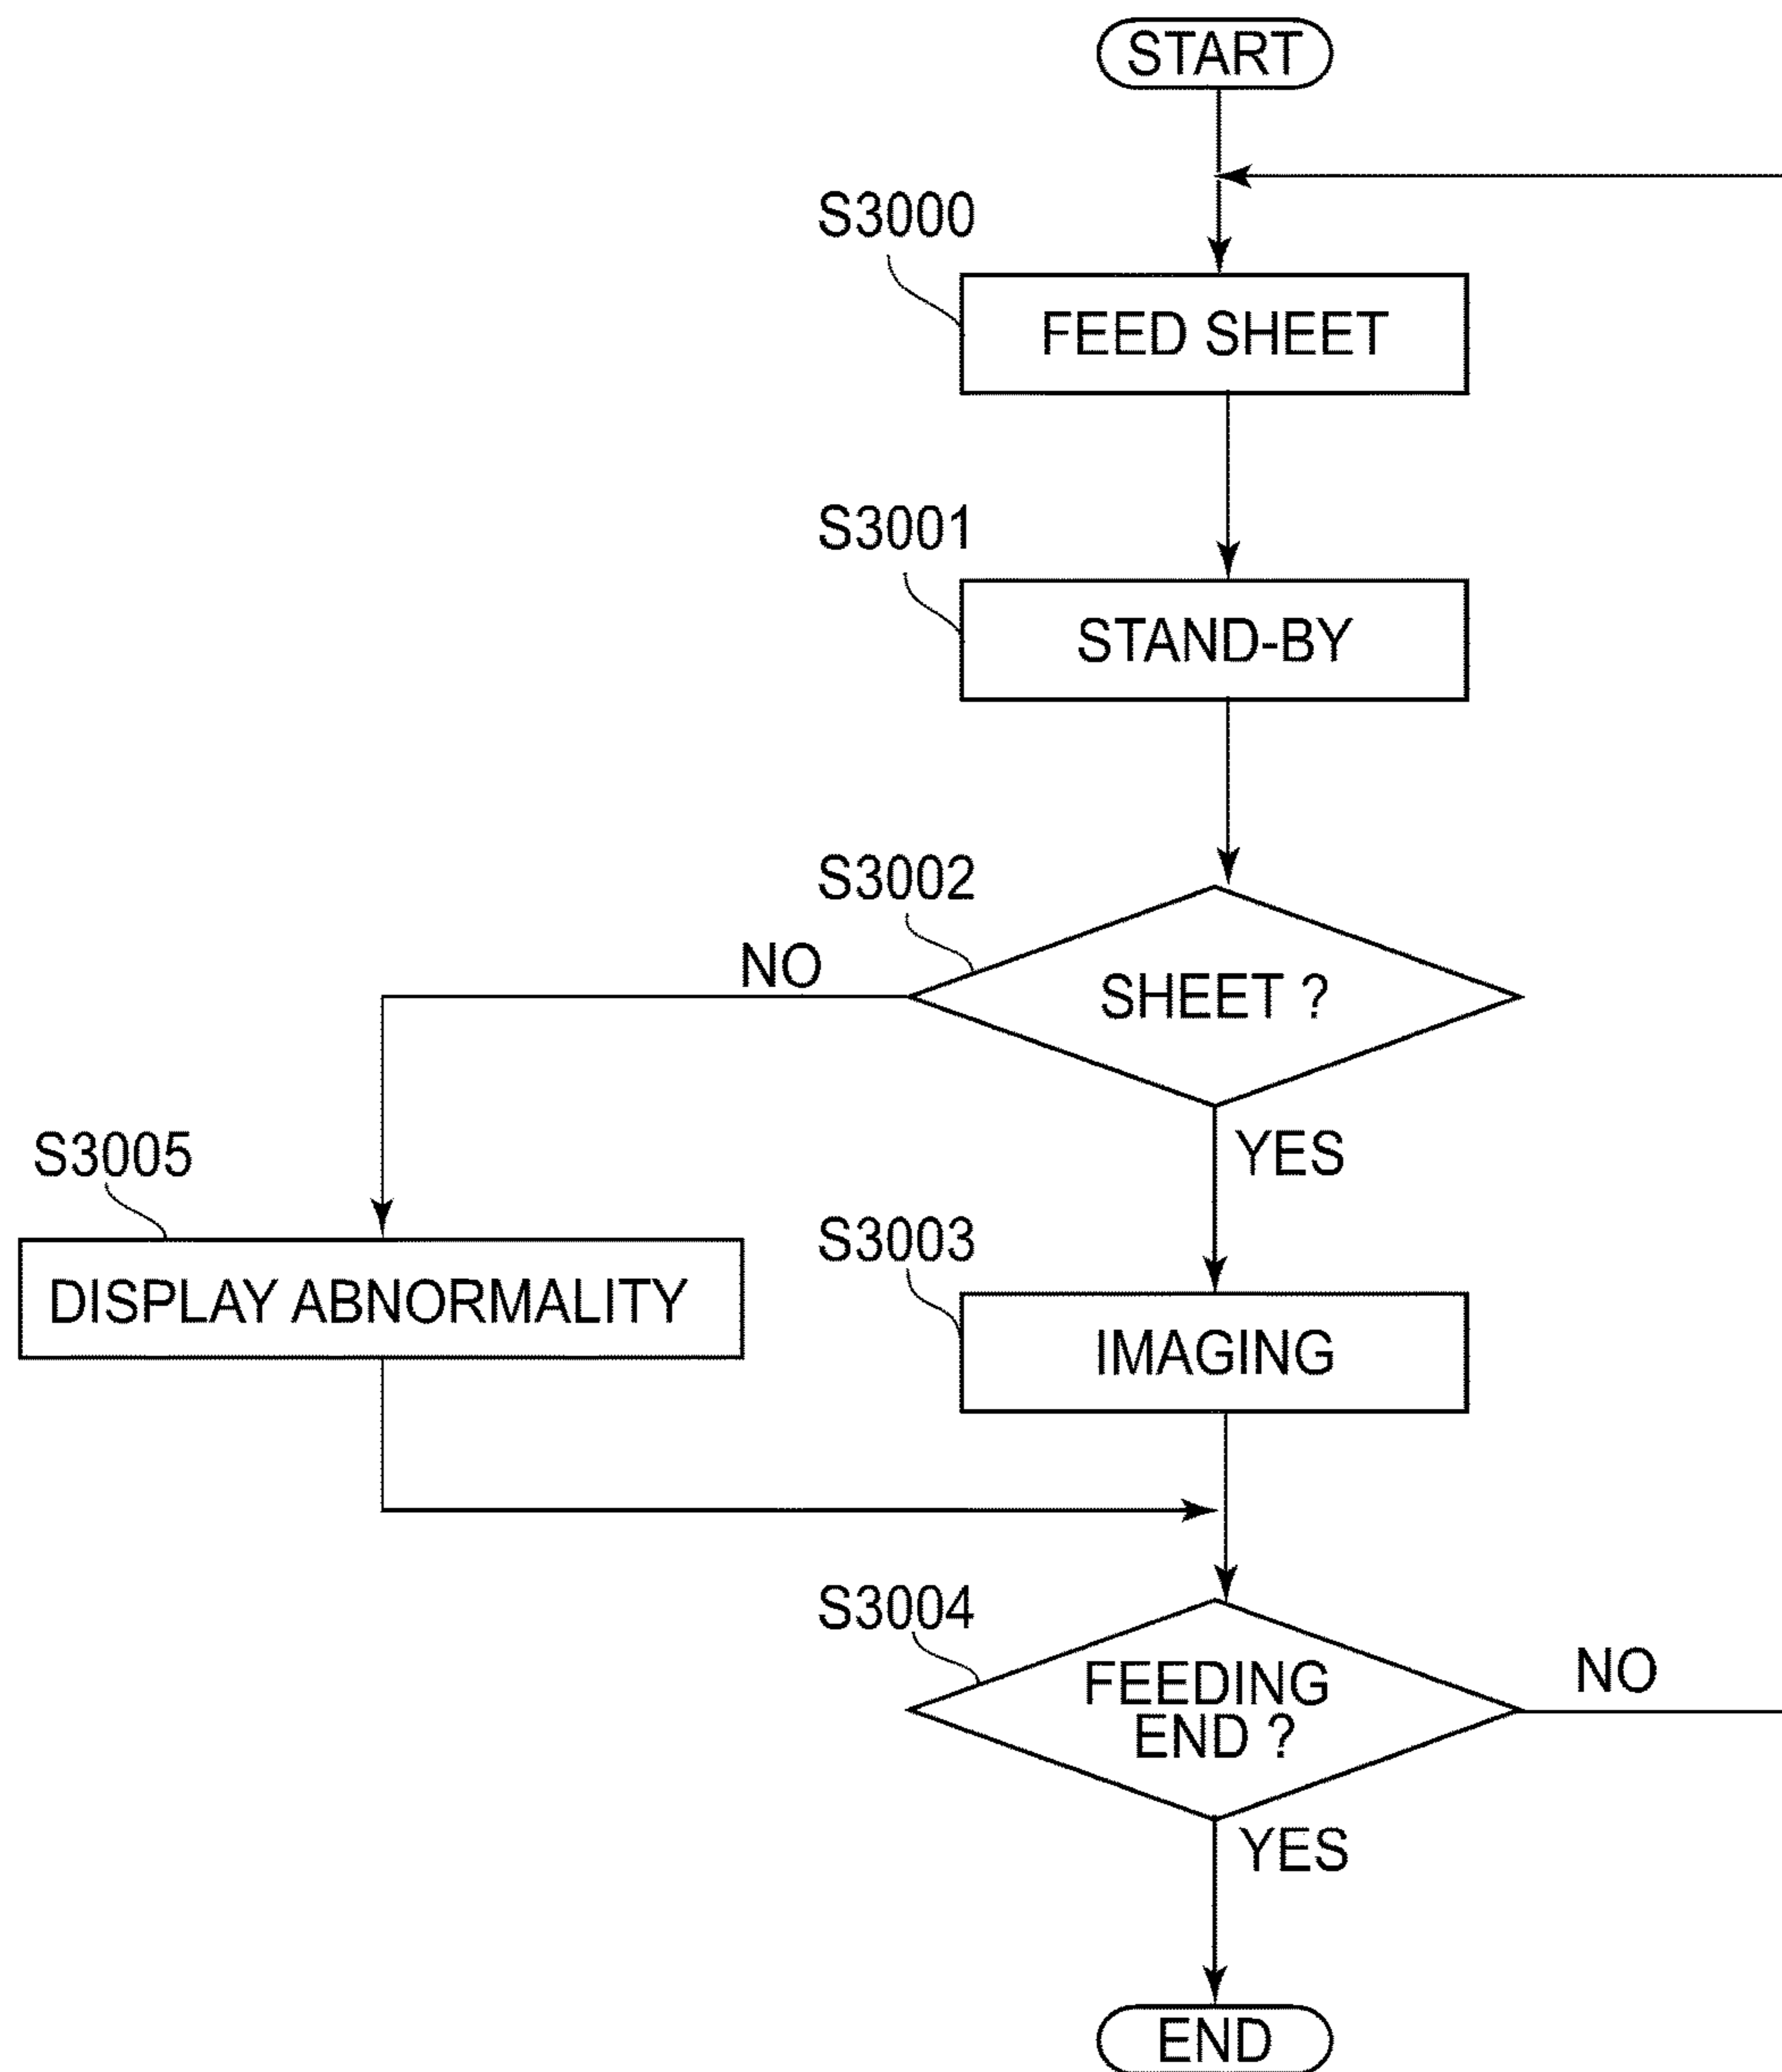 START
S3000
FEED SHEET
S3001
STAND-BY
S3002
NO
SHEET ?
YES
S3005
DISPLAY ABNORMALITY
S3003
IMAGING
S3004
FEEDING
END ?
NO
YES
END